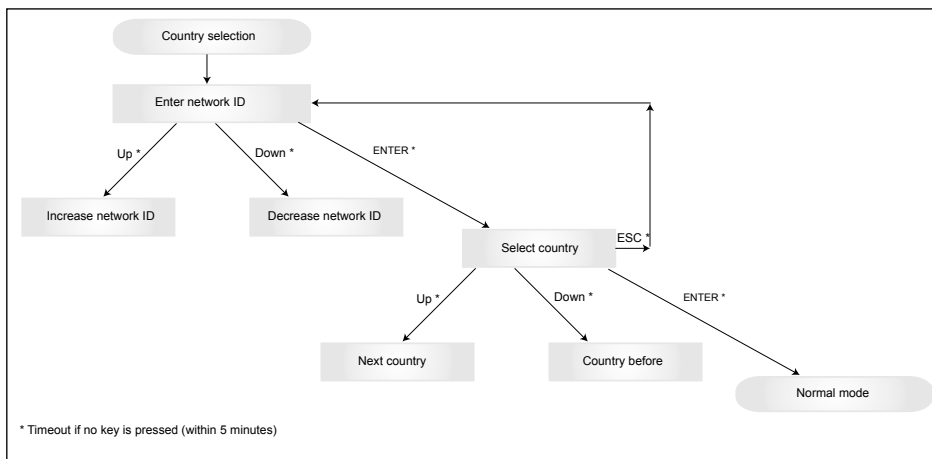 Country selection
Enter network ID
Up *
Down *
ENTER *
Increase network ID
Decrease network ID
Select country
ESC *
Up *
Down *
ENTER *
Next country
Country before
Normal mode
* Timeout if no key is pressed (within 5 minutes)